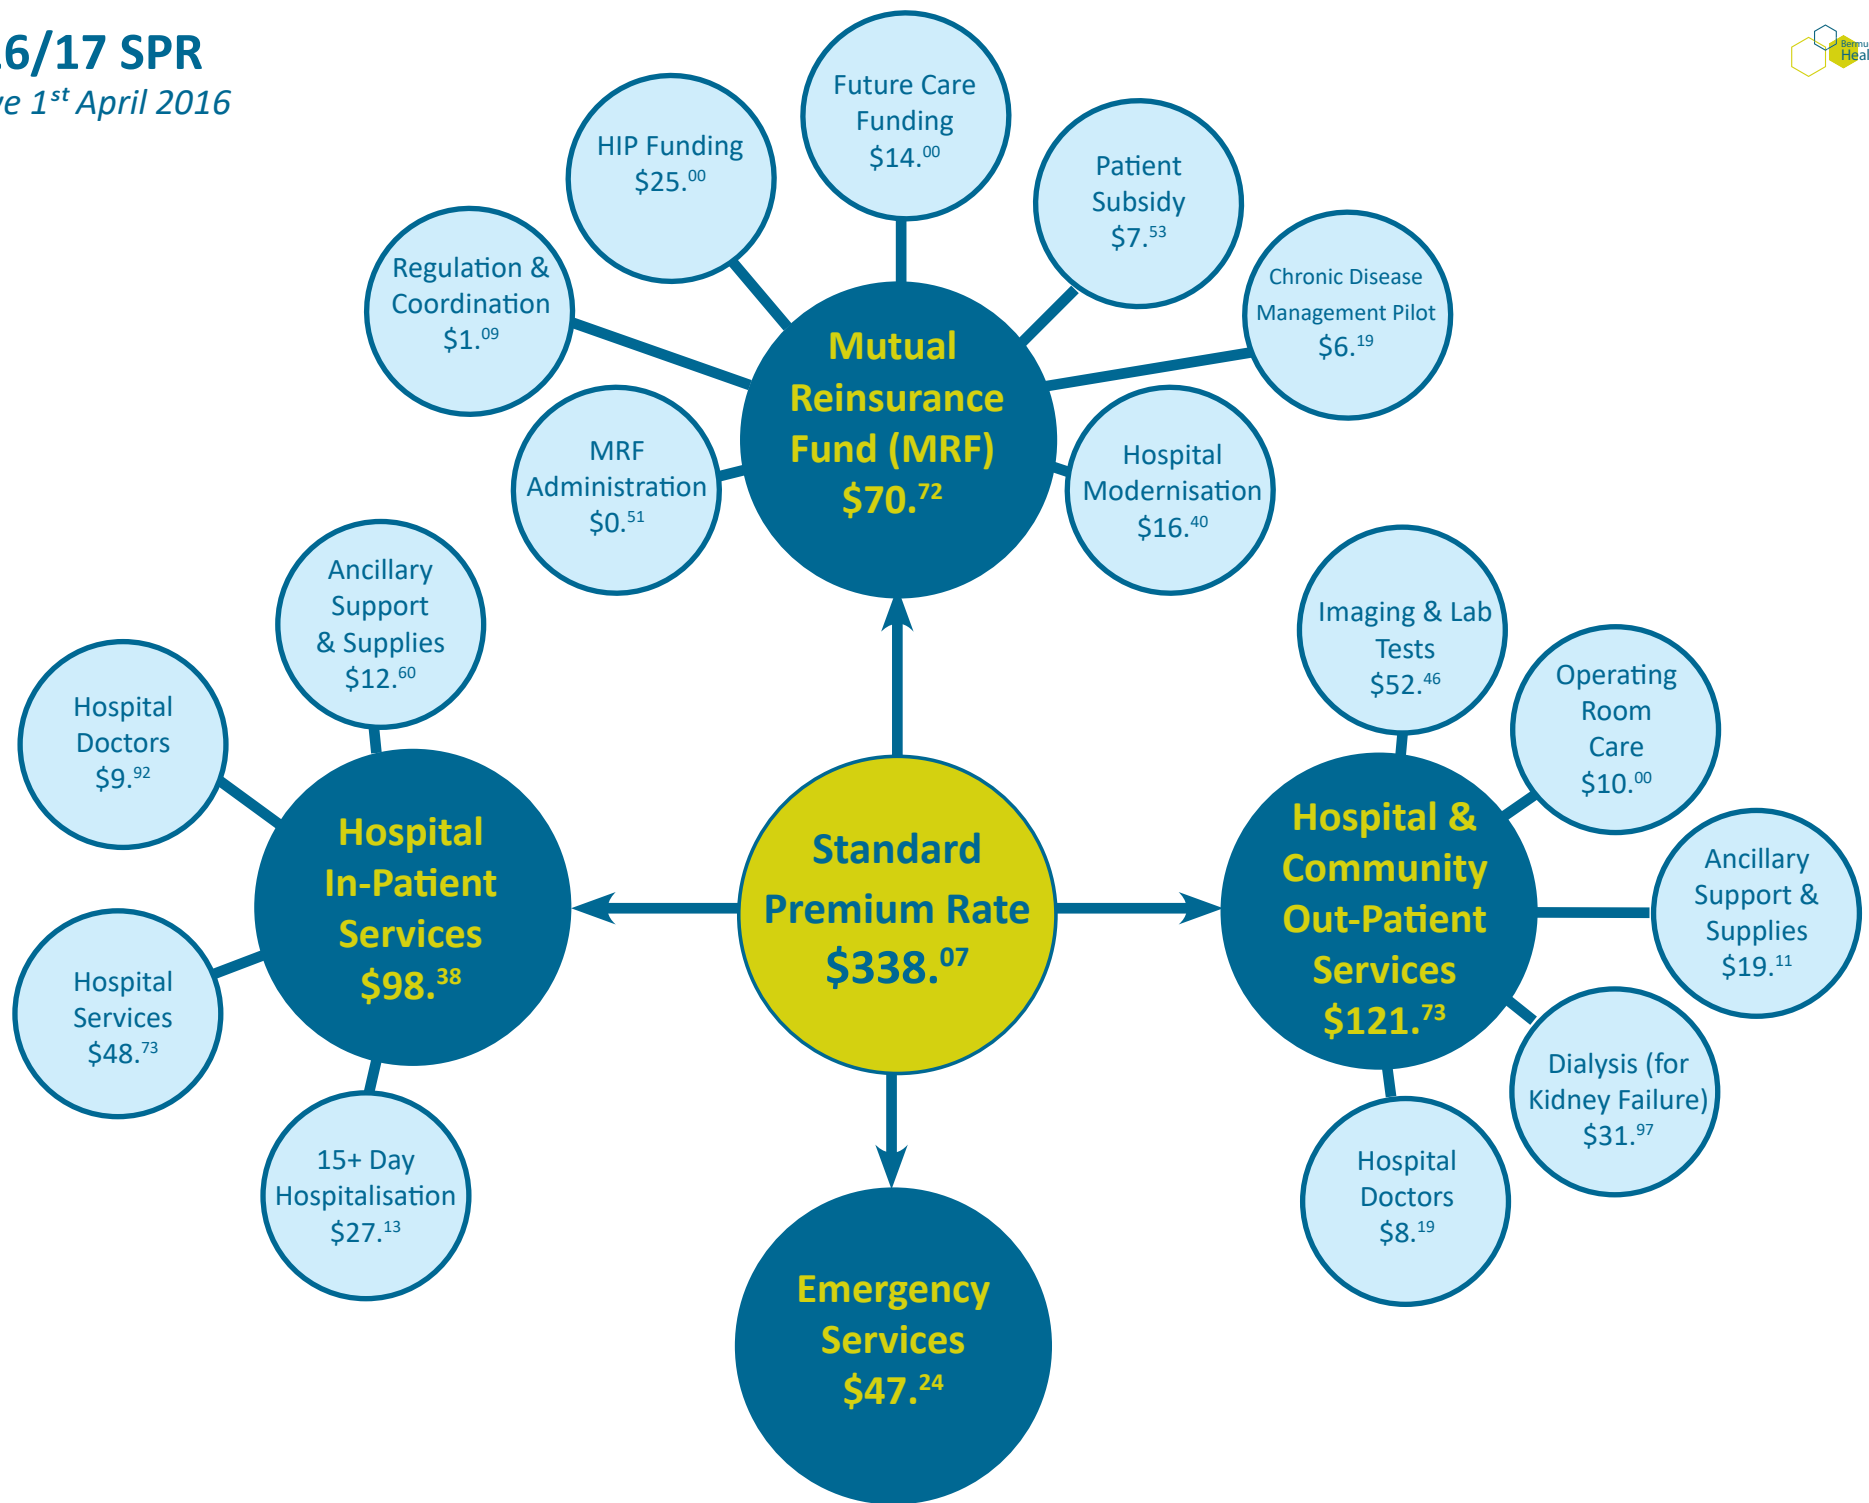 16/17 SPR
ve 1st April 2016
Bermu
Heal
Future Care
Funding
$14.00
HIP Funding
$25.00
Patient
Subsidy
$7.53
Regulation &
Coordination
$1.09
Chronic Disease
Management Pilot
$6.19
Mutual
Reinsurance
Fund (MRF)
$70.72
MRF
Administration
$0.51
Hospital
Modernisation
$16.40
Ancillary
Support
& Supplies
$12.60
Hospital
Doctors
$9.92
Hospital
In-Patient
Services
$98.38
Hospital
Services
$48.73
15+ Day
Hospitalisation
$27.13
Standard
Premium Rate
$338.07
Imaging & Lab
Tests
$52.46
Operating
Room
Care
$10.00
Hospital &
Community
Out-Patient
Services
$121.73
Ancillary
Support &
Supplies
$19.11
Dialysis (for
Kidney Failure)
$31.97
Hospital
Doctors
$8.19
Emergency
Services
$47.24